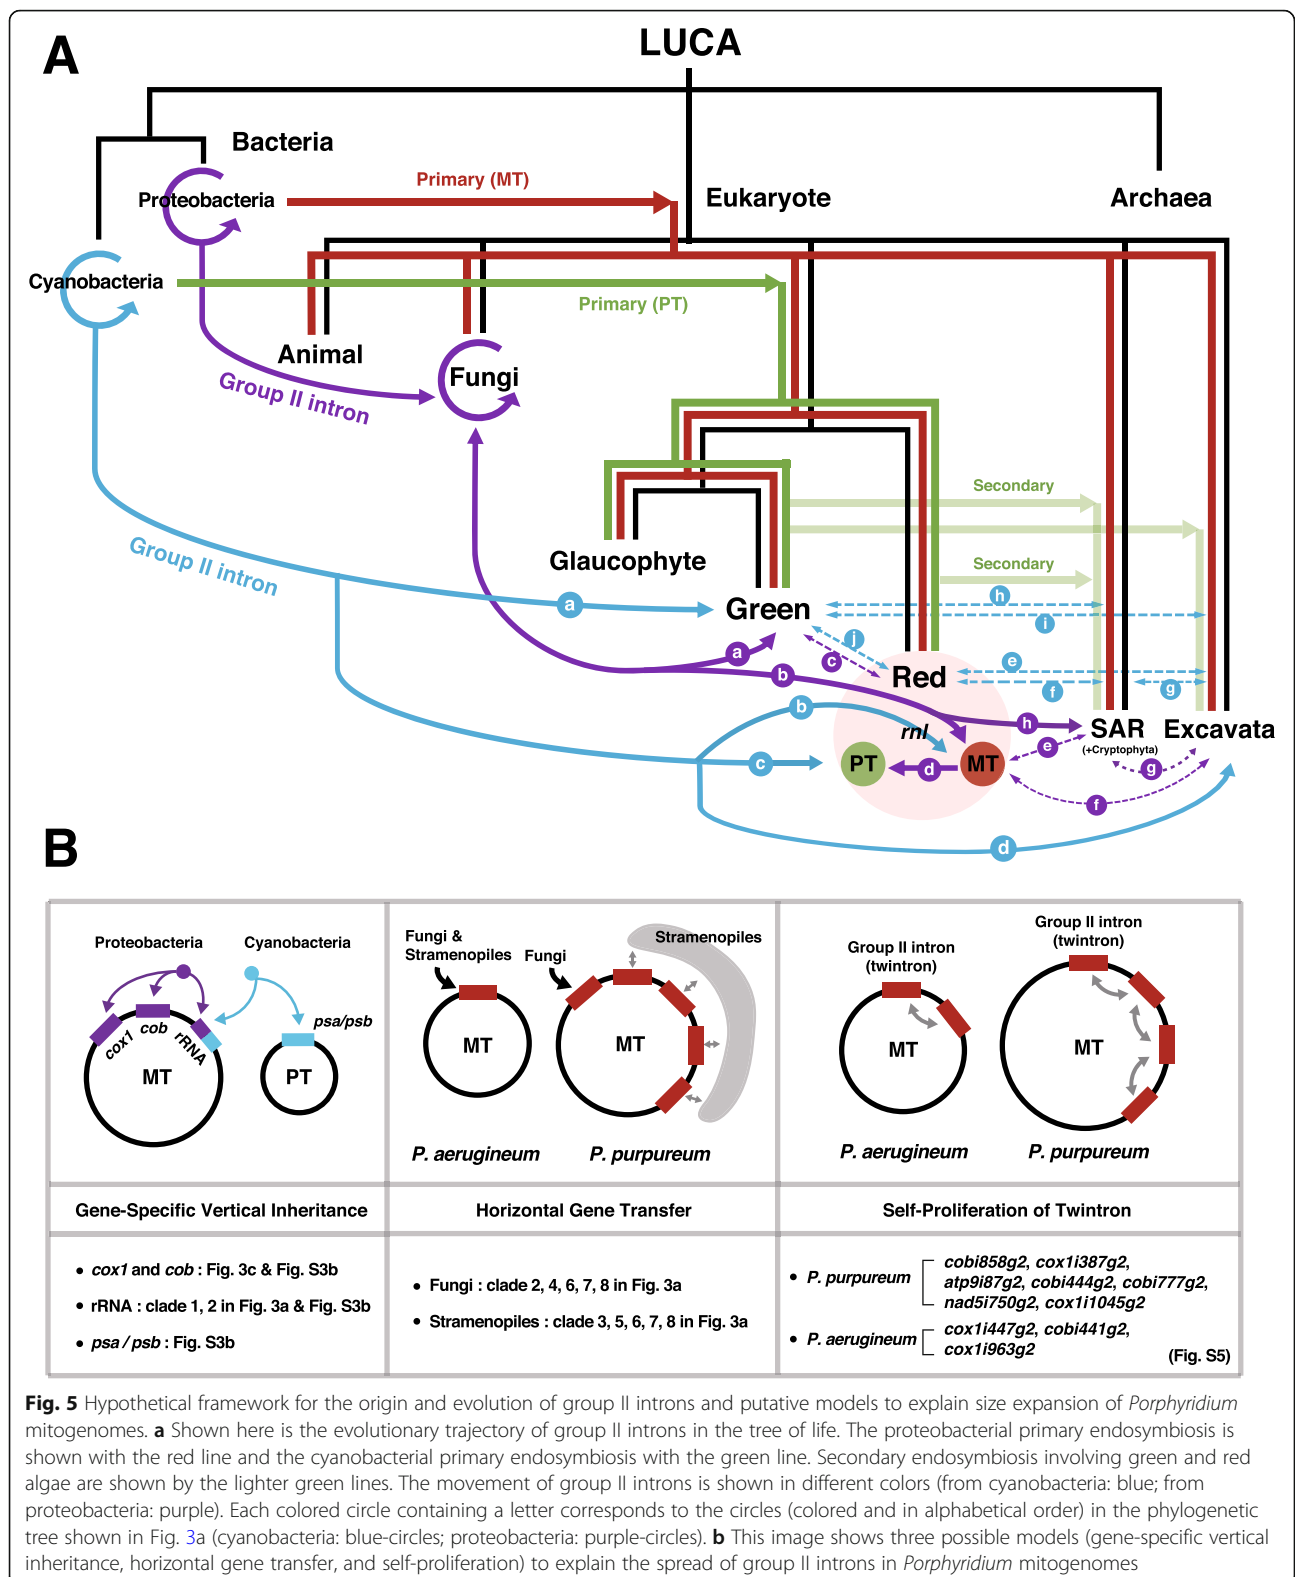 A
LUCA
Bacteria
Proteobacteria
Primary (MT)
Eukaryote
Archaea
Cyanobacteria
Primary (PT)
Animal
Fungi
Group II intron
Secondary
Group II intron
Glaucophyte
Secondary
a
Green
h
i
j
a
c
b
Red
e
f
g
b
rnl
h
SAR
(+Cryptophyta)
Excavata
e
c
PT
d
MT
g
f
d
B
Proteobacteria
Cyanobacteria
cox1
cob
rRNA
psa/psb
MT
PT
Fungi &
Stramenopiles
Fungi
Stramenopiles
MT
MT
P. aerugineum
P. purpureum
Group II intron
(twintron)
Group II intron
(twintron)
MT
MT
P. aerugineum
P. purpureum
Gene-Specific Vertical Inheritance
Horizontal Gene Transfer
Self-Proliferation of Twintron
• cox1 and cob : Fig. 3c & Fig. S3b
• rRNA : clade 1, 2 in Fig. 3a & Fig. S3b
• psa / psb : Fig. S3b
• Fungi : clade 2, 4, 6, 7, 8 in Fig. 3a
• Stramenopiles : clade 3, 5, 6, 7, 8 in Fig. 3a
• P. purpureum
cobi858g2, cox1i387g2,
atp9i87g2, cobi444g2, cobi777g2,
nad5i750g2, cox1i1045g2
• P. aerugineum
cox1i447g2, cobi441g2,
cox1i963g2
(Fig. S5)
Fig. 5 Hypothetical framework for the origin and evolution of group II introns and putative models to explain size expansion of Porphyridium
mitogenomes. a Shown here is the evolutionary trajectory of group II introns in the tree of life. The proteobacterial primary endosymbiosis is
shown with the red line and the cyanobacterial primary endosymbiosis with the green line. Secondary endosymbiosis involving green and red
algae are shown by the lighter green lines. The movement of group II introns is shown in different colors (from cyanobacteria: blue; from
proteobacteria: purple). Each colored circle containing a letter corresponds to the circles (colored and in alphabetical order) in the phylogenetic
tree shown in Fig. 3a (cyanobacteria: blue-circles; proteobacteria: purple-circles). b This image shows three possible models (gene-specific vertical
inheritance, horizontal gene transfer, and self-proliferation) to explain the spread of group II introns in Porphyridium mitogenomes